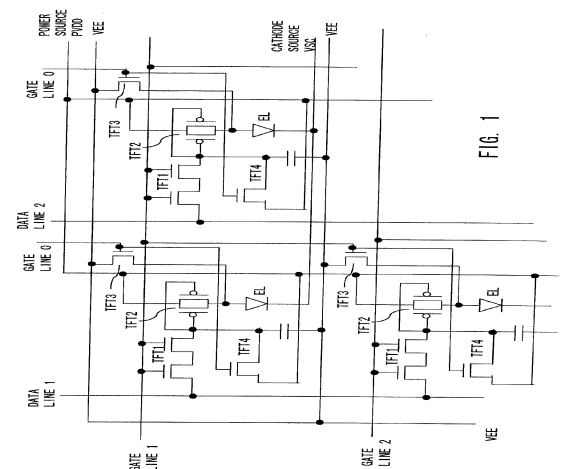 POWER
SOURCE
PVDD
VEE
GATE
LINE 0
CATHODE
SOURCE
VSC
VEE
TFT3
TFT2
EL
TFT1
TFT4
DATA
LINE 2
GATE
LINE 0
TFT3
TFT2
EL
TFT1
TFT4
DATA
LINE 1
GATE
LINE 1
TFT3
TFT2
EL
TFT1
TFT4
GATE
LINE 2
VEE
FIG. 1